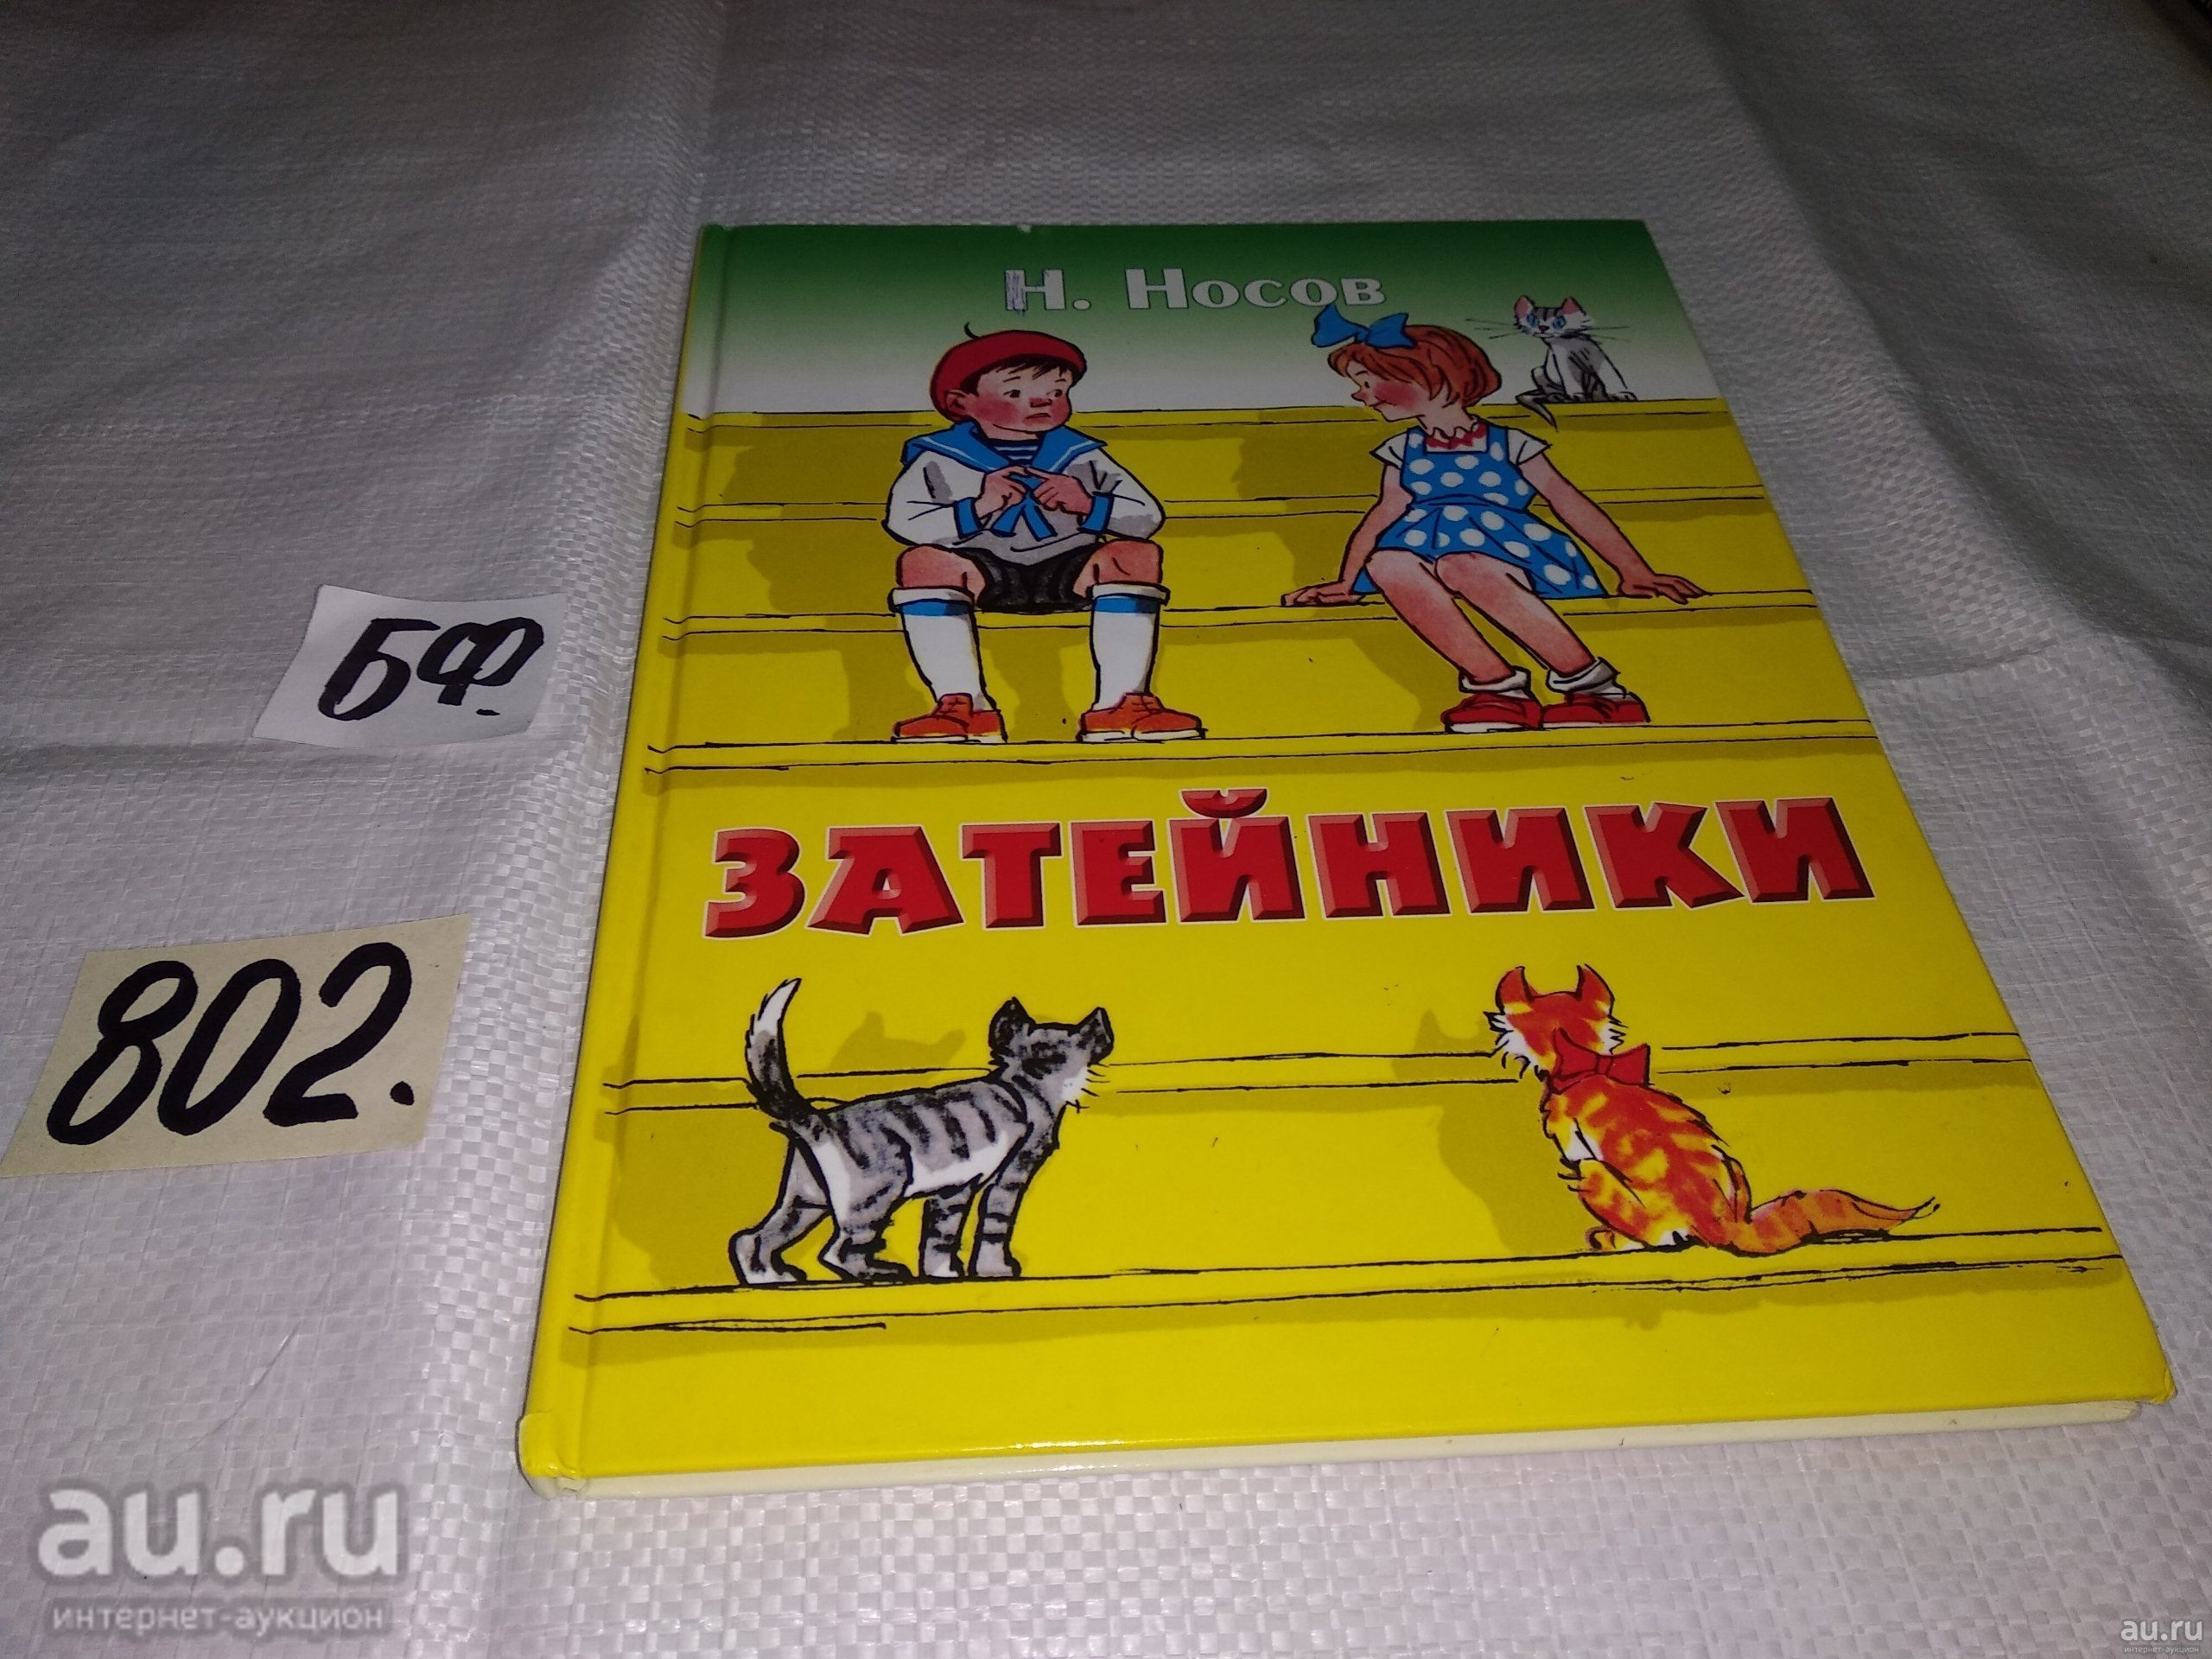 Н. Носов
БФ.
ЗАТЕЙНИКИ
802.
au.ru
интернет-аукцион
au.ru
интернет-аукцион